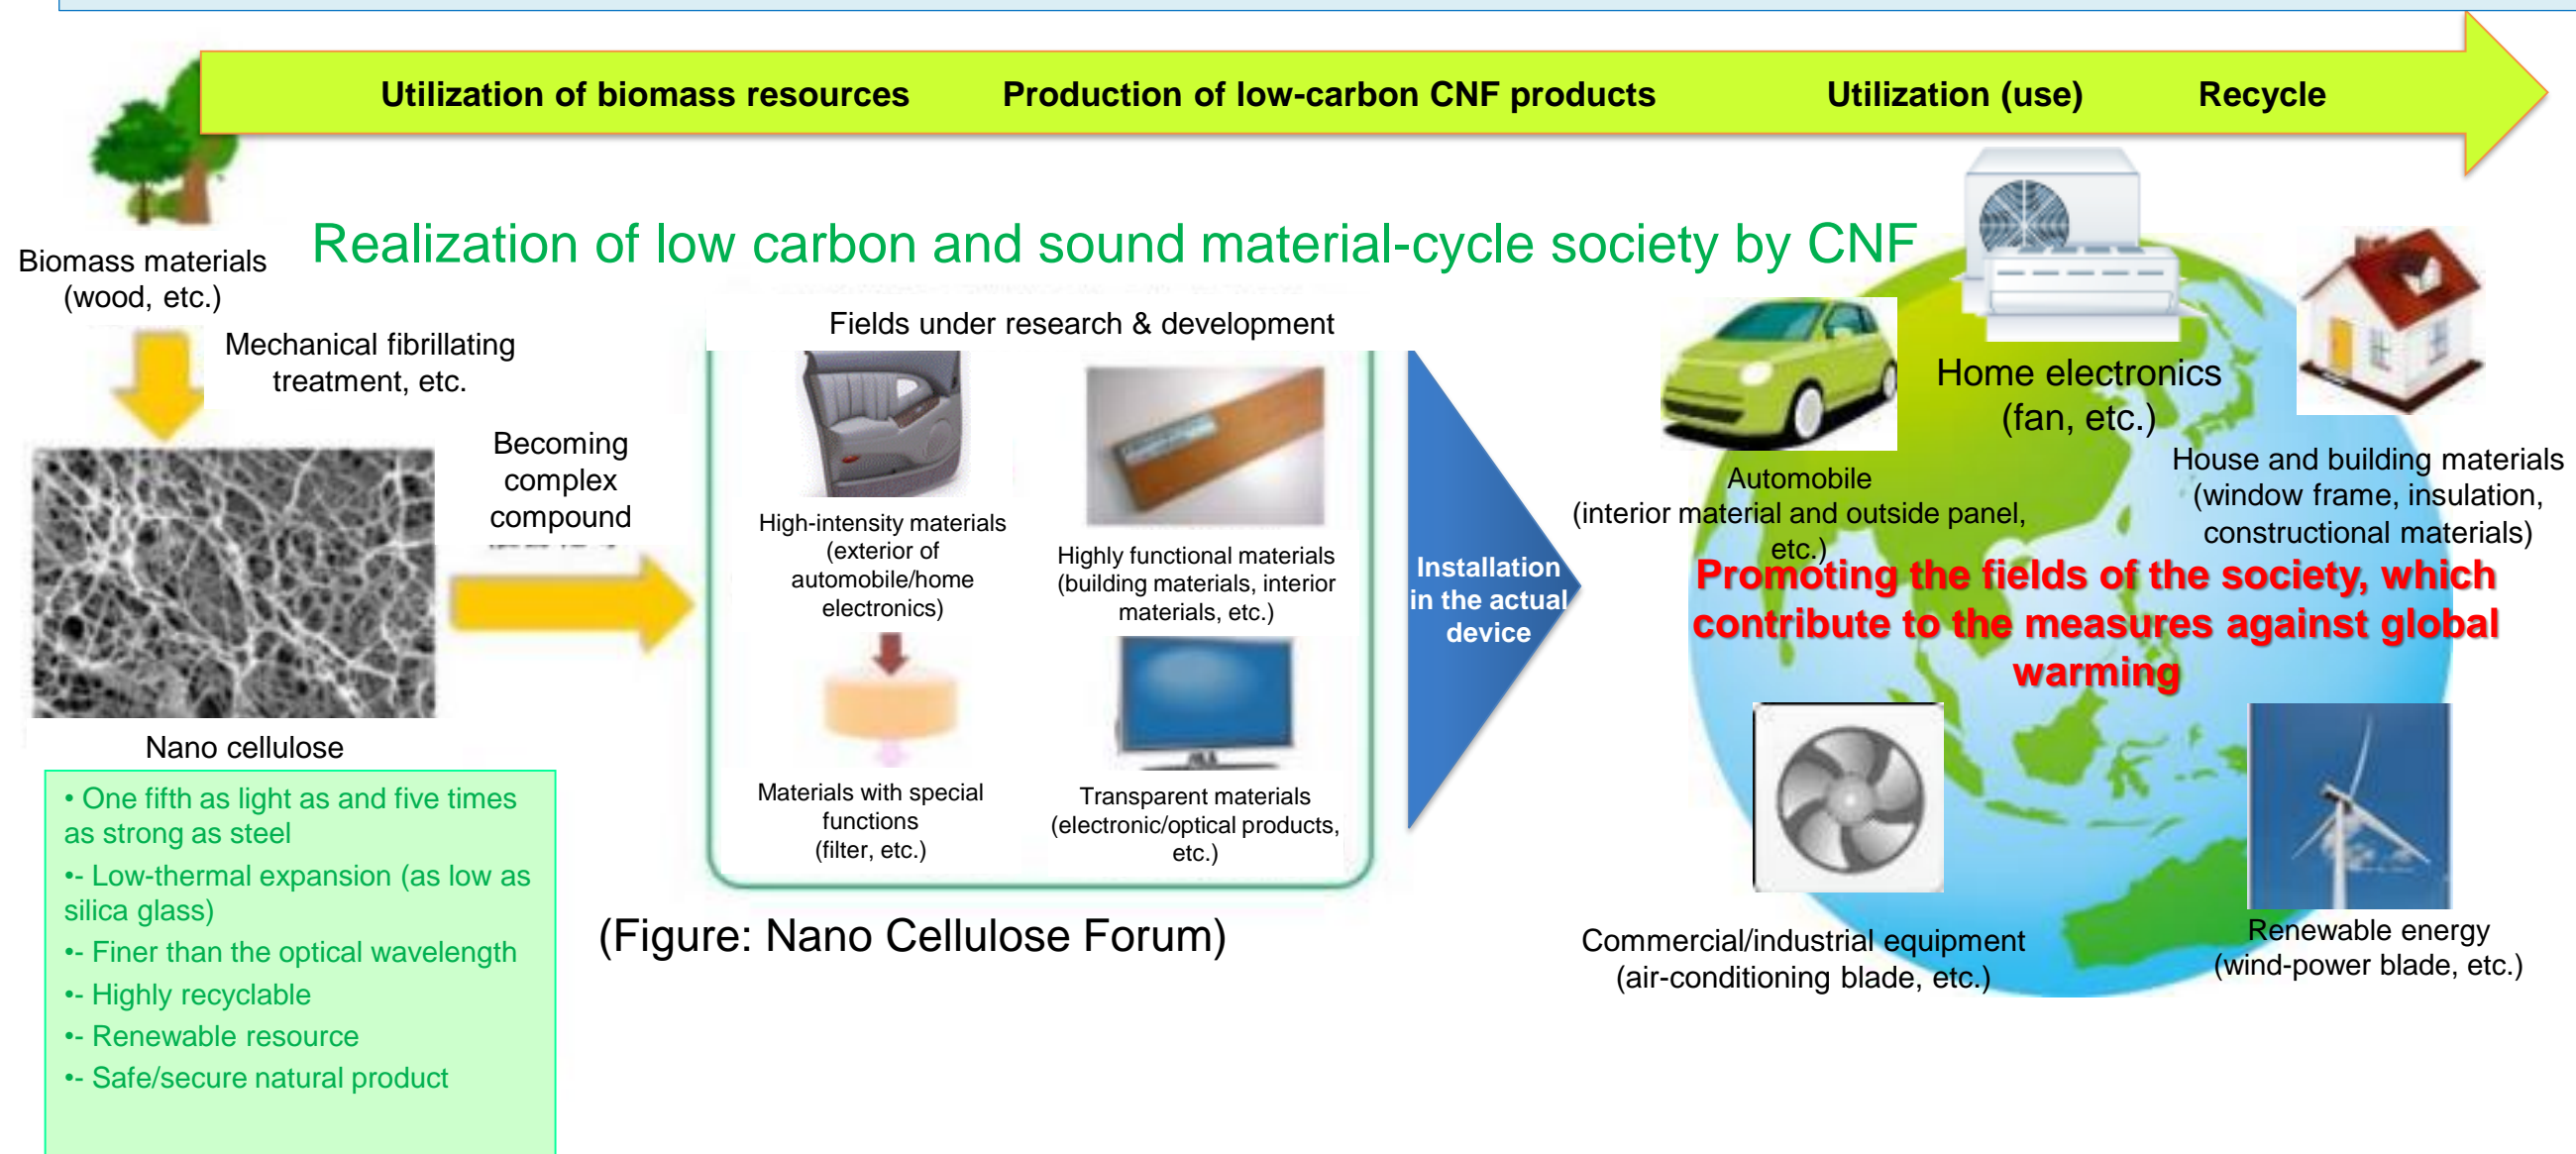 Utilization of biomass resources
Production of low-carbon CNF products
Utilization (use)
Recycle
Realization of low carbon and sound material-cycle society by CNF
Biomass materials
(wood, etc.)
Mechanical fibrillating
treatment, etc.
Becoming
complex
compound
Nano cellulose
• One fifth as light as and five times
as strong as steel
•- Low-thermal expansion (as low as
silica glass)
•- Finer than the optical wavelength
•- Highly recyclable
•- Renewable resource
•- Safe/secure natural product
Fields under research & development
High-intensity materials
(exterior of
automobile/home
electronics)
Highly functional materials
(building materials, interior
materials, etc.)
Materials with special
functions
(filter, etc.)
Transparent materials
(electronic/optical products,
etc.)
(Figure: Nano Cellulose Forum)
Installation
in the actual
device
Home electronics
(fan, etc.)
Automobile
(interior material and outside panel,
etc.)
House and building materials
(window frame, insulation,
constructional materials)
Promoting the fields of the society, which
contribute to the measures against global
warming
Commercial/industrial equipment
(air-conditioning blade, etc.)
Renewable energy
(wind-power blade, etc.)